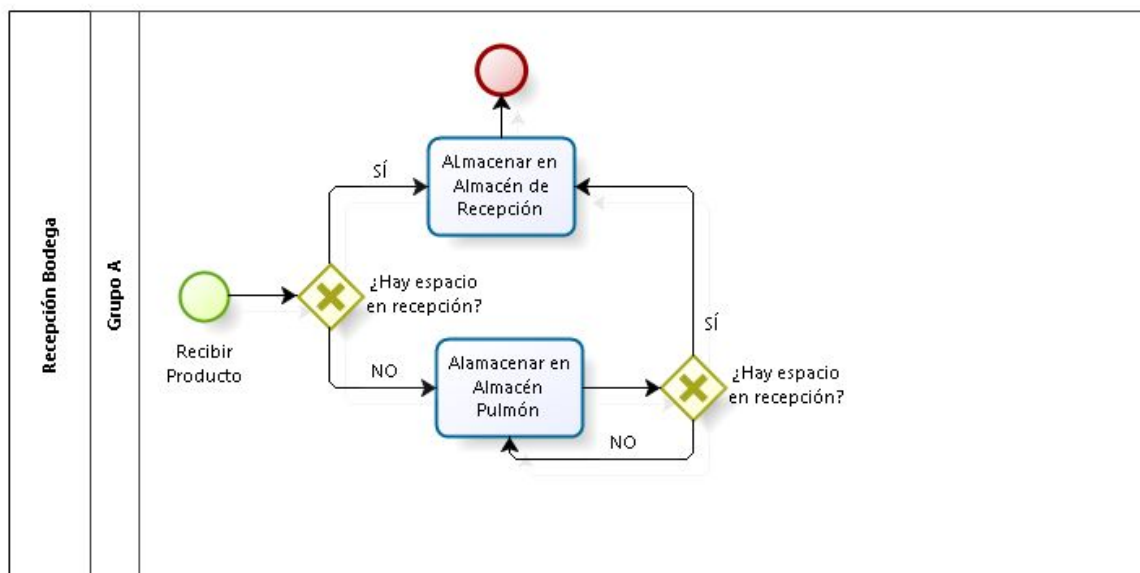 Recepción Bodega
Grupo A
Recibir
Producto
¿Hay espacio
en recepción?
SÍ
NO
ALmacenar en
Almacén de
Recepción
Alamacenar en
Almacén
Pulmón
¿Hay espacio
en recepción?
SÍ
NO